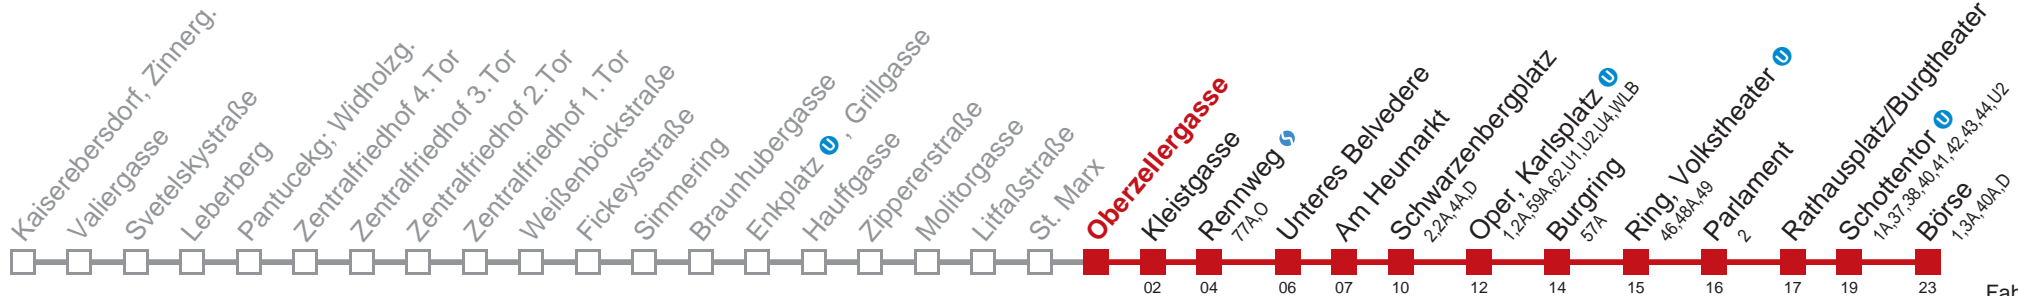 Kaiserebersdorf, Zinnerg.
Valiergasse
Svetelskystraße
Leberberg
Pantucekg; Widholzg.
Zentralfriedhof 4. Tor
Zentralfriedhof 3. Tor
Zentralfriedhof 2. Tor
Zentralfriedhof 1. Tor
Weißenböckstraße
Fickeysstraße
Simmering
Braunhubergasse
Enkplatz U , Grillgasse
Hauffgasse
Zippererstraße
Molitorgasse
Litfaßstraße
St. Marx
Oberzellergasse
Kleistgasse
Rennweg S
77A,O
Unteres Belvedere
Am Heumarkt
Schwarzenbergplatz
2,2A,4A,D
Oper, Karlsplatz U
1,2A,59A,62,U1,U2,U4,WLB
Burgring
57A
Ring, Volkstheater U
46,48A,49
Parlament
2
Rathausplatz/Burgtheater
Schottentor U
1A,37,38,40,41,42,43,44,U2
Börse
1,3A,40A,D
02 04 06 07 10 12 14 15 16 17 19 23
Fah